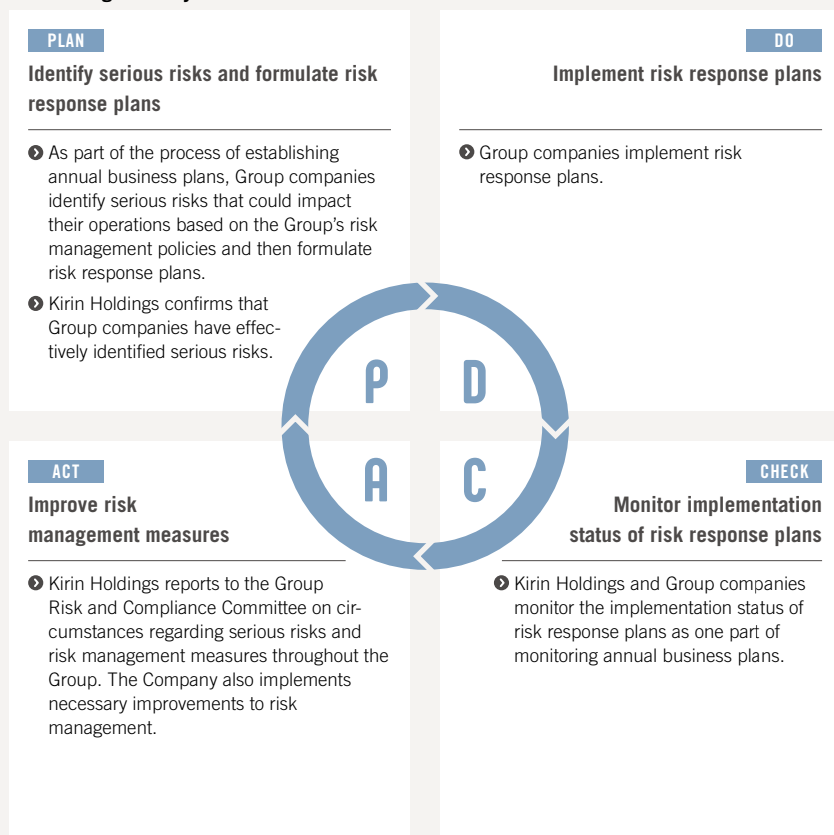 PLAN
Identify serious risks and formulate risk
response plans
As part of the process of establishing
annual business plans, Group companies
identify serious risks that could impact
their operations based on the Group's risk
management policies and then formulate
risk response plans.
Kirin Holdings confirms that
Group companies have effec-
tively identified serious risks.
DO
Implement risk response plans
Group companies implement risk
response plans.
P
D
A
C
ACT
Improve risk
management measures
Kirin Holdings reports to the Group
Risk and Compliance Committee on cir-
cumstances regarding serious risks and
risk management measures throughout the
Group. The Company also implements
necessary improvements to risk
management.
CHECK
Monitor implementation
status of risk response plans
Kirin Holdings and Group companies
monitor the implementation status of
risk response plans as one part of
monitoring annual business plans.